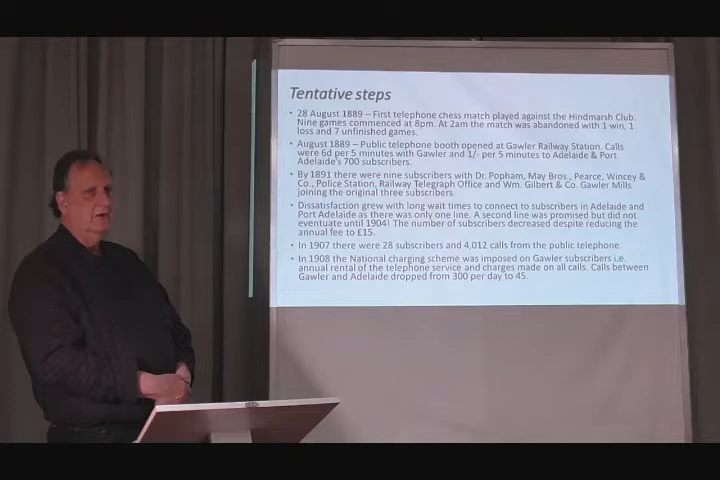 Tentative steps
• 28 August 1889 – First telephone chess match played against the Hindmarsh Club.
Nine games commenced at 8pm. At 2am the match was abandoned with 1 win, 1
loss and 7 unfinished games.
• August 1889 – Public telephone booth opened at Gawler Railway Station. Calls
were 6d per 5 minutes with Gawler and 1/- per 5 minutes to Adelaide & Port
Adelaide's 700 subscribers.
• By 1891 there were nine subscribers with Dr. Popham, May Bros., Pearce, Wincey &
Co., Police Station, Railway Telegraph Office and Wm. Gilbert & Co. Gawler Mills
joining the original three subscribers.
• Dissatisfaction grew with long wait times to connect to subscribers in Adelaide and
Port Adelaide as there was only one line. A second line was promised but did not
eventuate until 1904! The number of subscribers decreased despite reducing the
annual fee to £15.
• In 1907 there were 28 subscribers and 4,012 calls from the public telephone.
• In 1908 the National charging scheme was imposed on Gawler subscribers i.e.
annual rental of the telephone service and charges made on all calls. Calls between
Gawler and Adelaide dropped from 300 per day to 45.